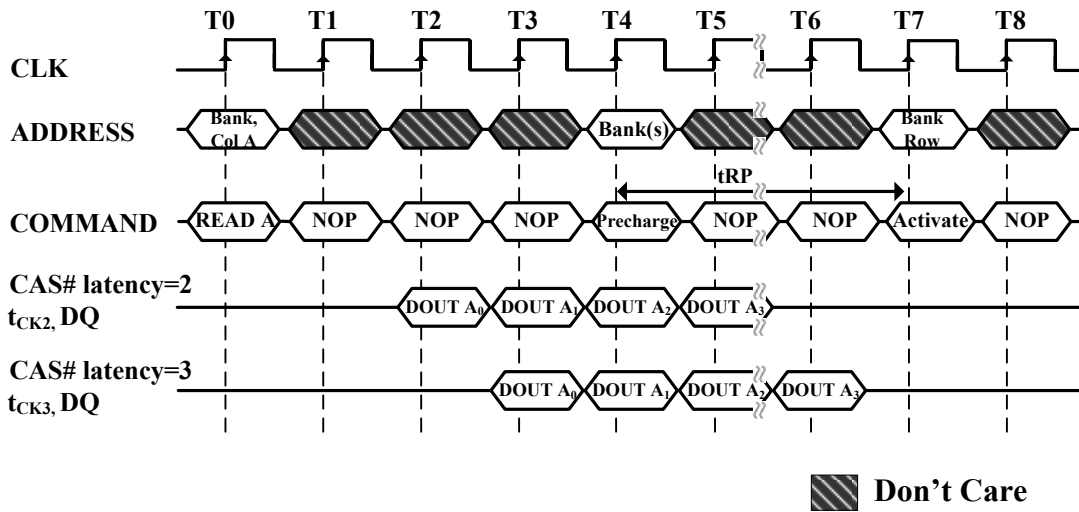 T0 T1 T2 T3 T4 T5 T6 T7 T8
CLK
ADDRESS Bank, Col A Bank(s) Bank Row
tRP
COMMAND READ A NOP NOP NOP Precharge NOP NOP Activate NOP
CAS# latency=2
tCK2, DQ DOUT A0 DOUT A1 DOUT A2 DOUT A3
CAS# latency=3
tCK3, DQ DOUT A0 DOUT A1 DOUT A2 DOUT A3
Don't Care